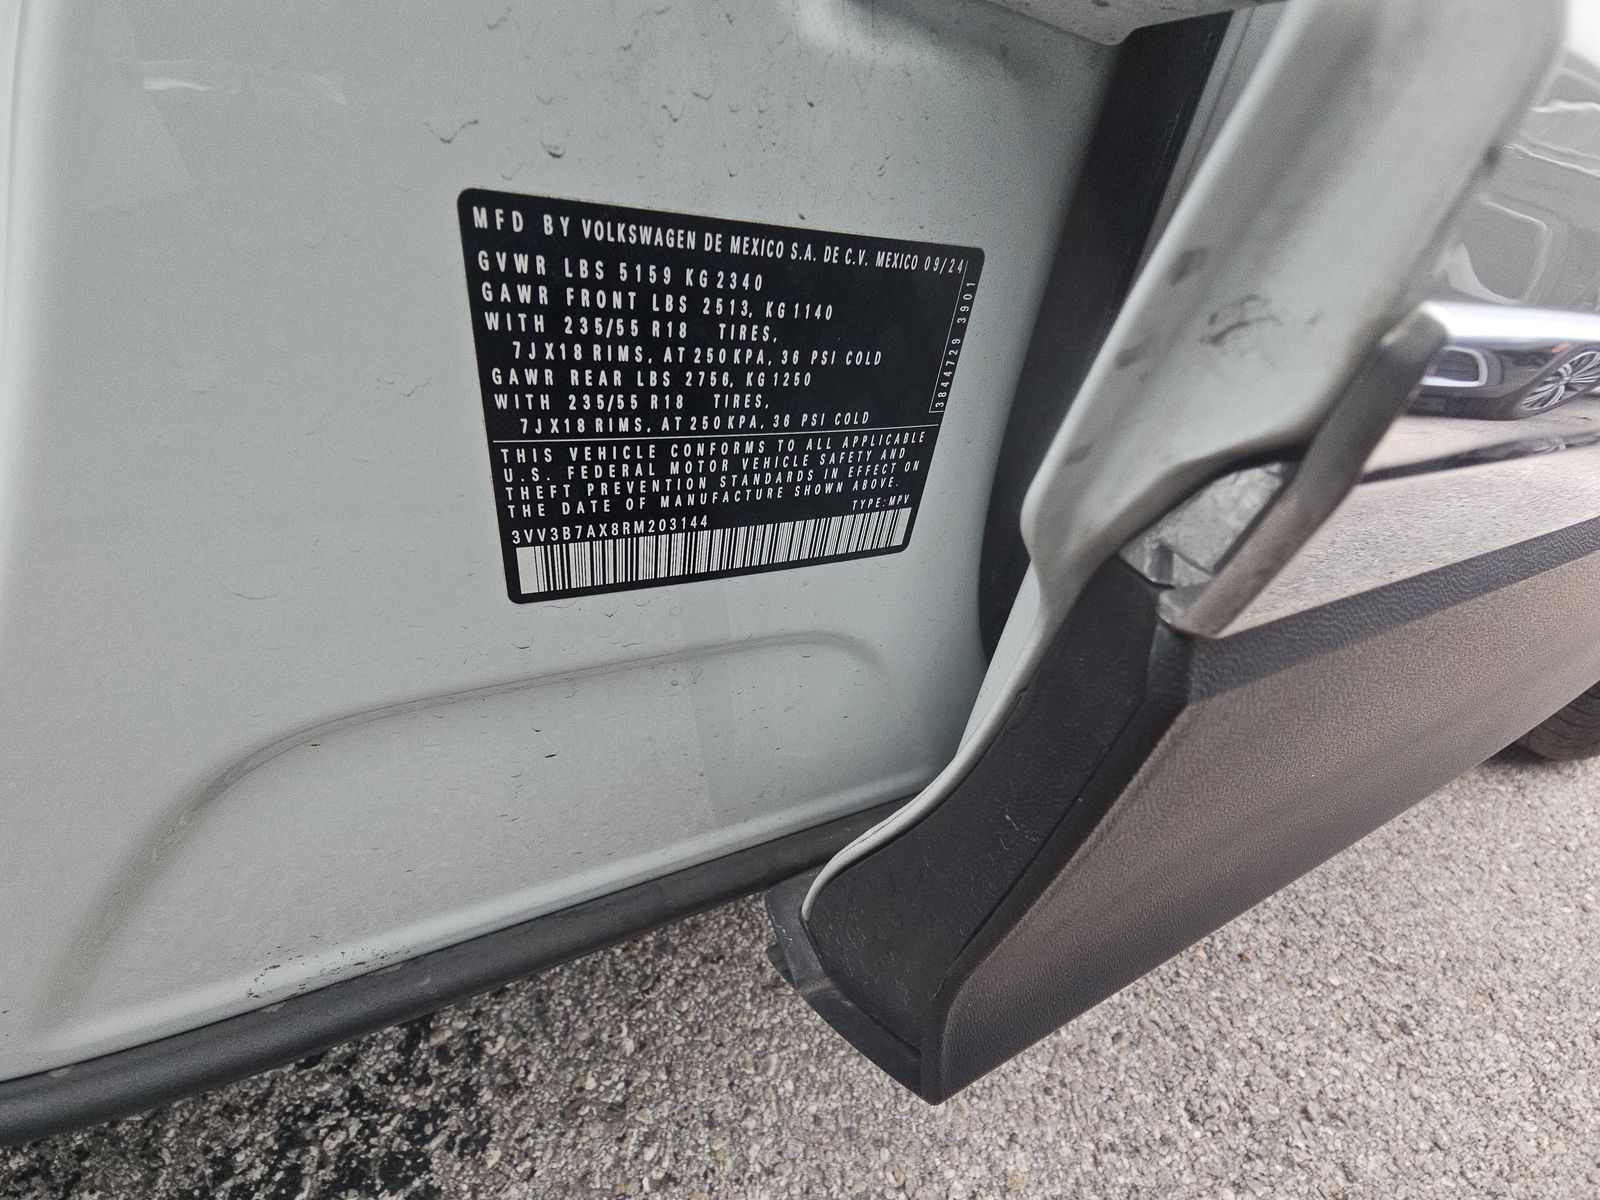 MFD BY VOLKSWAGEN DE MEXICO S.A. DE C.V. MEXICO 09/24
GVWR LBS 5159 KG 2340
GAWR FRONT LBS 2513, KG 1140
WITH 235/55 R18 TIRES,
7JX18 RIMS, AT 250 KPA, 36 PSI COLD
GAWR REAR LBS 2756, KG 1250
WITH 235/55 R18 TIRES,
7JX18 RIMS, AT 250 KPA, 36 PSI COLD
3844729 3901
THIS VEHICLE CONFORMS TO ALL APPLICABLE
U.S. FEDERAL MOTOR VEHICLE SAFETY AND
THEFT PREVENTION STANDARDS IN EFFECT ON
THE DATE OF MANUFACTURE SHOWN ABOVE.
TYPE: MPV
3VV3B7AX8RM203144